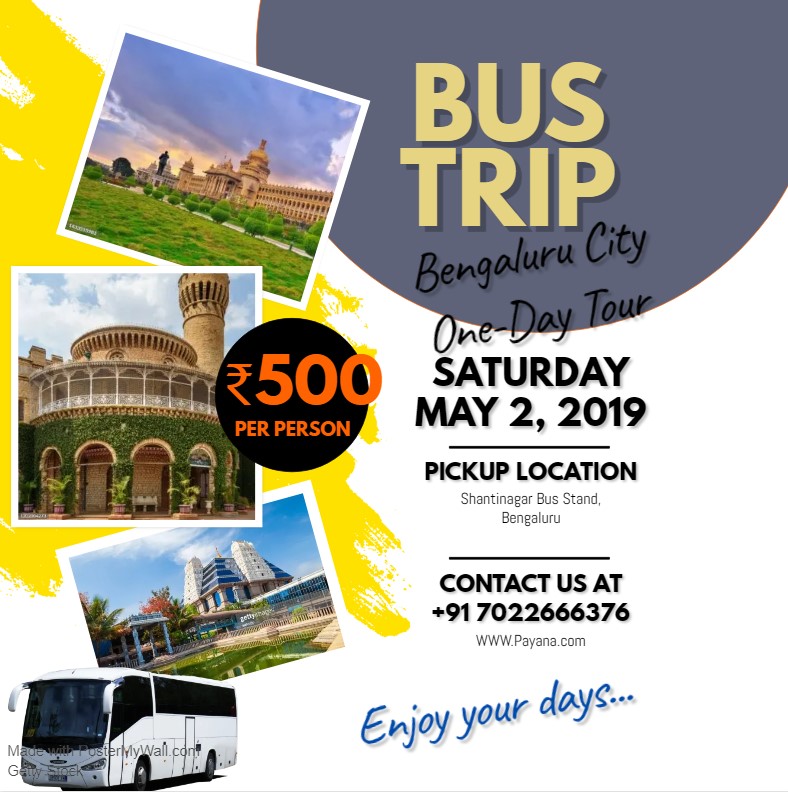 BUS
TRIP
Bengaluru City
One-Day Tour
SATURDAY
MAY 2, 2019
₹500
PER PERSON
PICKUP LOCATION
Shantinagar Bus Stand,
Bengaluru
CONTACT US AT
+91 7022666376
WWW.Payana.com
gettyimages
Enjoy your days...
Made with PosterMyWall.com
Getty Stock